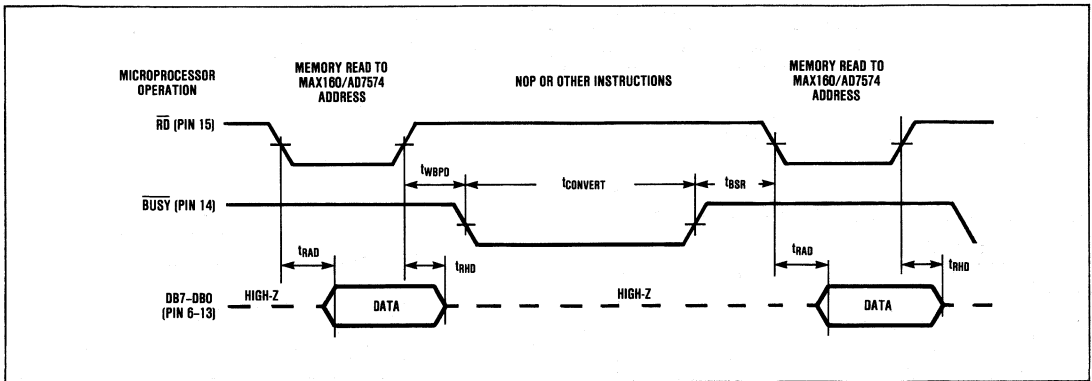 MICROPROCESSOR
OPERATION
MEMORY READ TO
MAX160/AD7574
ADDRESS
NOP OR OTHER INSTRUCTIONS
MEMORY READ TO
MAX160/AD7574
ADDRESS
RD (PIN 15)
tWBPD
tCONVERT
tBSR
BUSY (PIN 14)
tRAD
tRHD
tRAD
tRHD
DB7-DB0
(PIN 6-13)
HIGH-Z
DATA
HIGH-Z
DATA